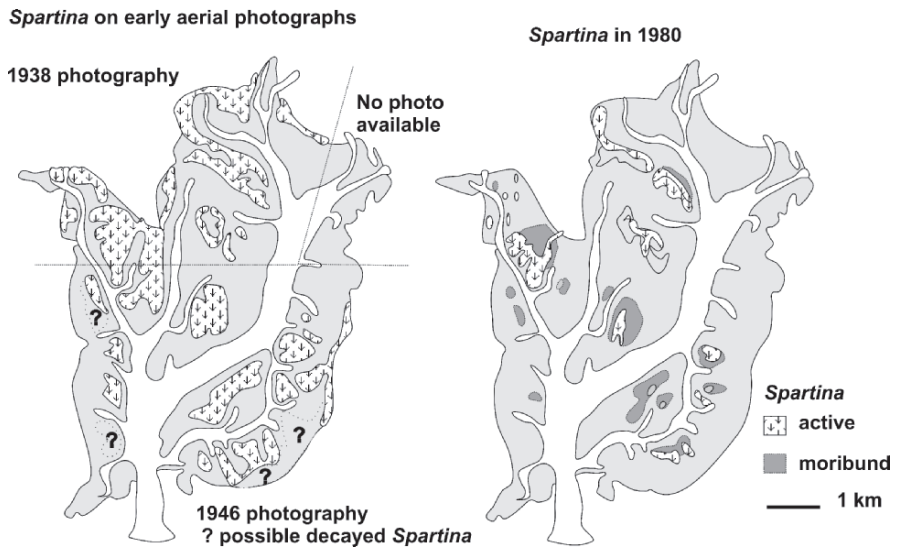 Spartina on early aerial photographs
1938 photography
No photo
available
?
?
?
?
1946 photography
? possible decayed Spartina
Spartina in 1980
Spartina
active
moribund
1 km